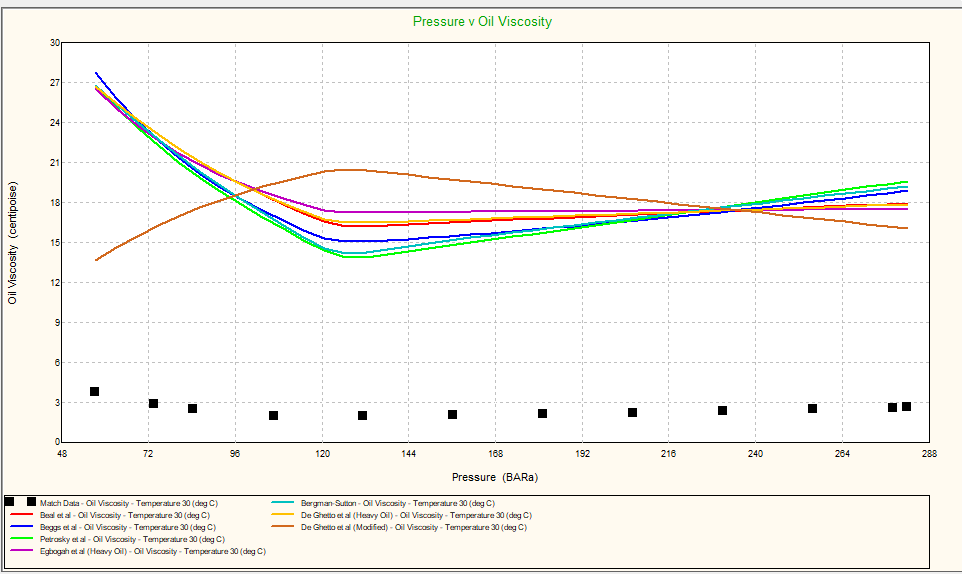 Pressure v Oil Viscosity
30
27
24
21
18
15
12
9
6
3
0
Oil Viscosity (centipoise)
48 72 96 120 144 168 192 216 240 264 288
Pressure (BARa)
Match Data - Oil Viscosity - Temperature 30 (deg C)
Beal et al - Oil Viscosity - Temperature 30 (deg C)
Beggs et al - Oil Viscosity - Temperature 30 (deg C)
Petrosky et al - Oil Viscosity - Temperature 30 (deg C)
Egbogah et al (Heavy Oil) - Oil Viscosity - Temperature 30 (deg C)
Bergman-Sutton - Oil Viscosity - Temperature 30 (deg C)
De Ghetto et al (Heavy Oil) - Oil Viscosity - Temperature 30 (deg C)
De Ghetto et al (Modified) - Oil Viscosity - Temperature 30 (deg C)